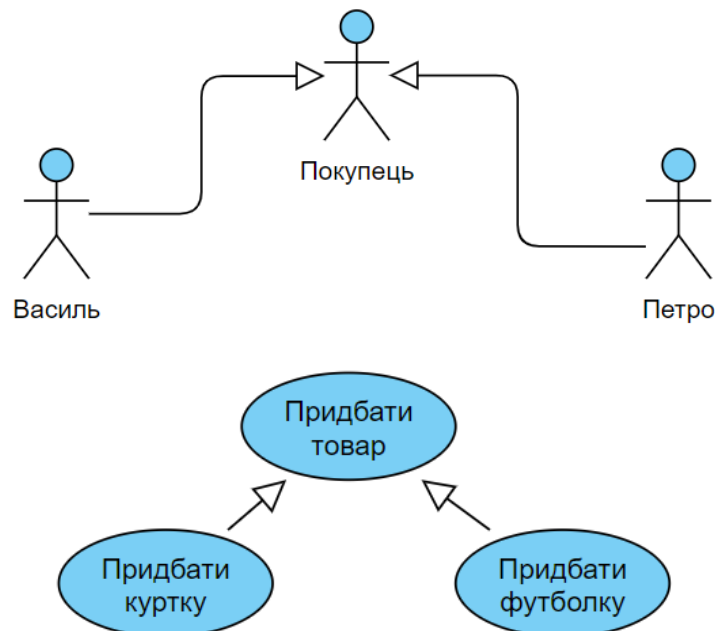 Покупець
Василь
Петро
Придбати
товар
Придбати
куртку
Придбати
футболку